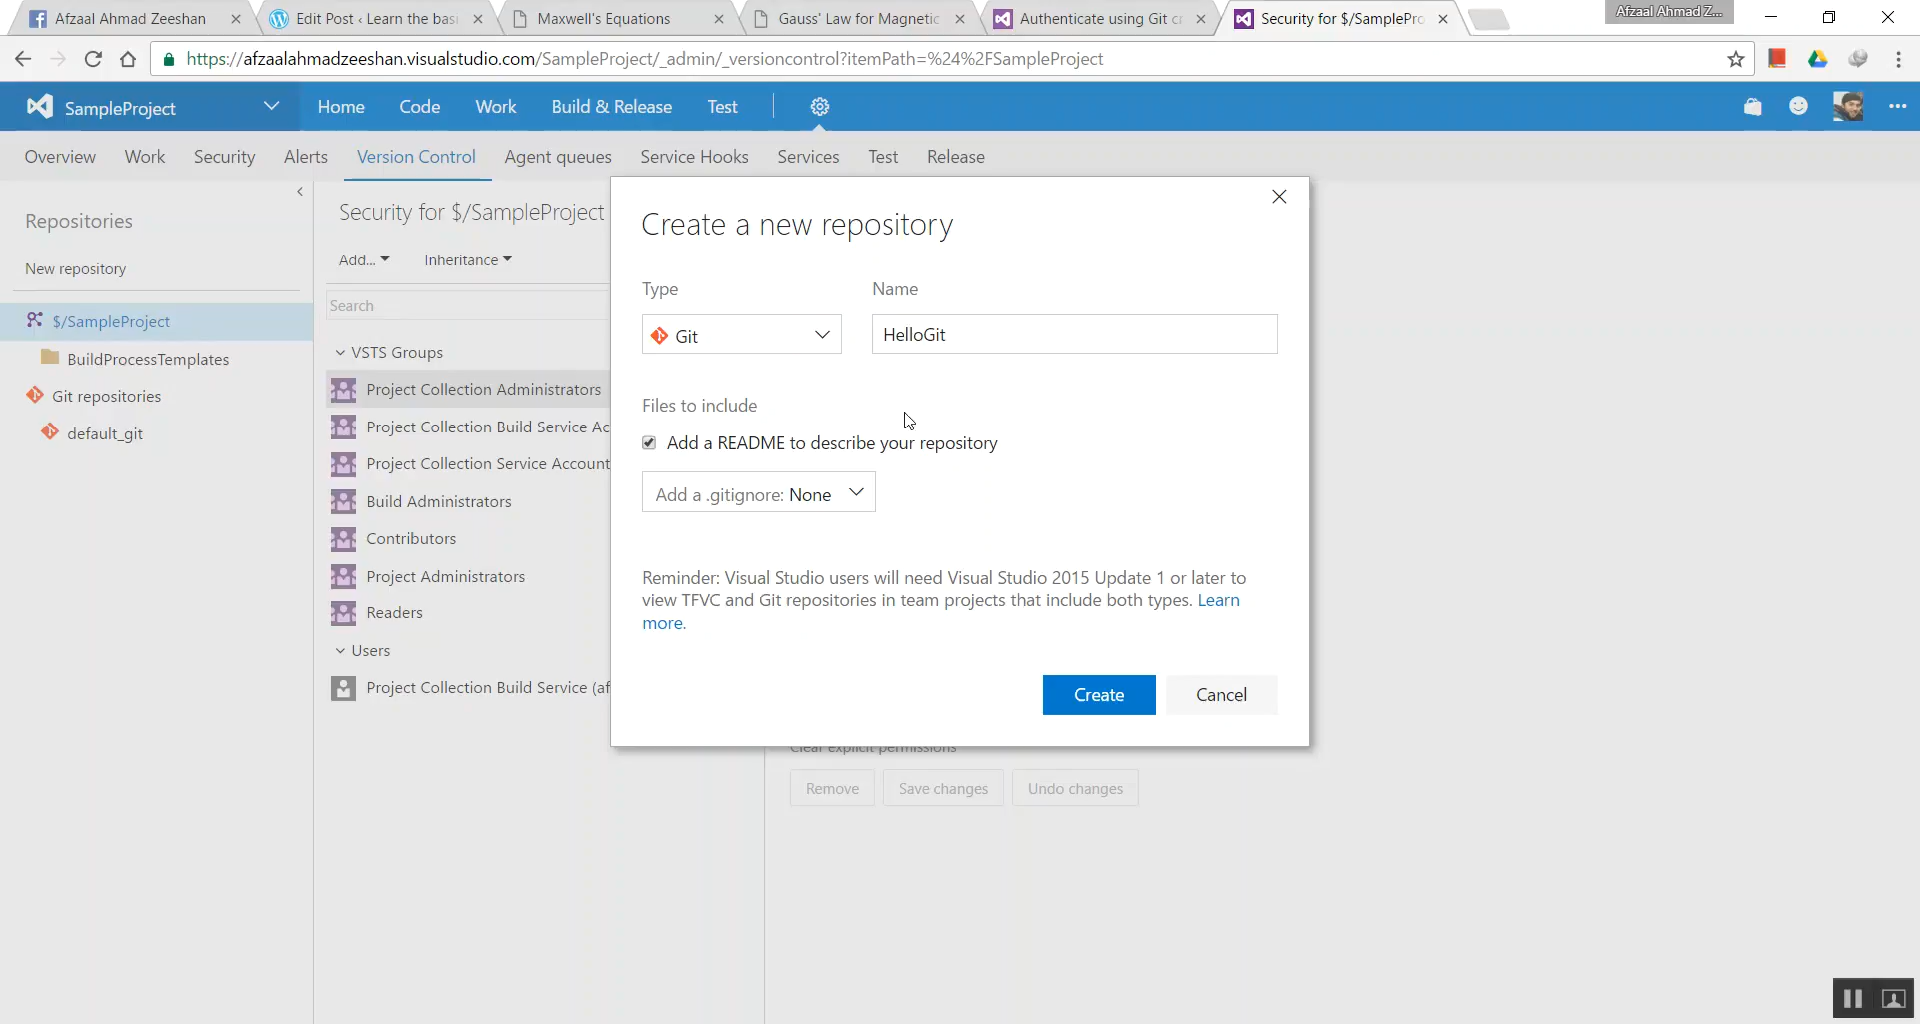 Afzaal Ahmad Zeeshan
Edit Post ‹ Learn the basi
Maxwell's Equations
Gauss' Law for Magnetic
Authenticate using Git cr
Security for $/SamplePro
Afzaal Ahmad Z...
https://afzaalahmadzeeshan.visualstudio.com/SampleProject/_admin/_versioncontrol?itemPath=%24%2FSampleProject
SampleProject
Home
Code
Work
Build & Release
Test
Overview
Work
Security
Alerts
Version Control
Agent queues
Service Hooks
Services
Test
Release
Repositories
New repository
$/SampleProject
BuildProcessTemplates
Git repositories
default_git
Security for $/SampleProject
Add...
Inheritance
Search
VSTS Groups
Project Collection Administrators
Project Collection Build Service Ac
Project Collection Service Account
Build Administrators
Contributors
Project Administrators
Readers
Users
Project Collection Build Service (af
Create a new repository
Type
Name
Git
HelloGit
Files to include
Add a README to describe your repository
Add a .gitignore: None
Reminder: Visual Studio users will need Visual Studio 2015 Update 1 or later to
view TFVC and Git repositories in team projects that include both types. Learn
more.
Create
Cancel
Clear explicit permissions
Remove
Save changes
Undo changes